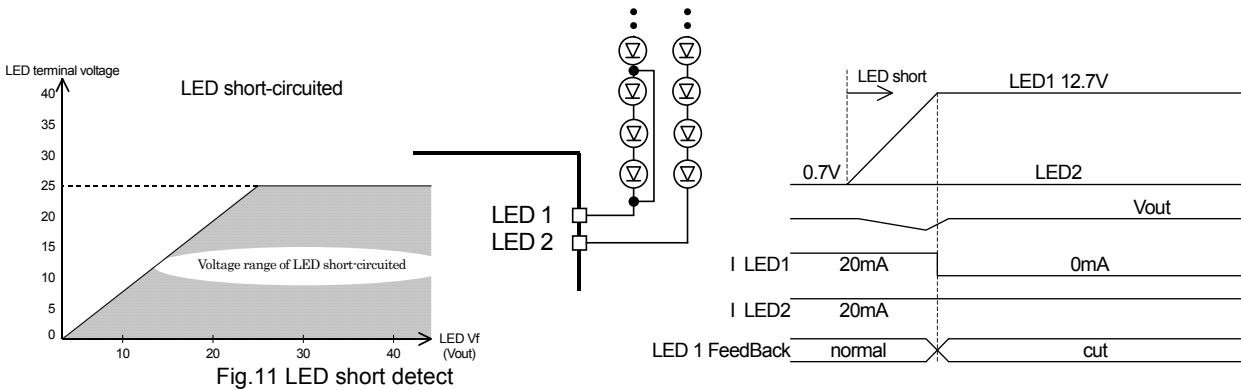 LED terminal voltage
LED short-circuited
40
35
30
25
20
15
10
5
0
Voltage range of LED short-circuited
10
20
30
40
LED Vf
(Vout)
LED 1
LED 2
LED short
LED1 12.7V
0.7V
LED2
Vout
I LED1
20mA
0mA
I LED2
20mA
LED 1 FeedBack
normal
cut
Fig.11 LED short detect